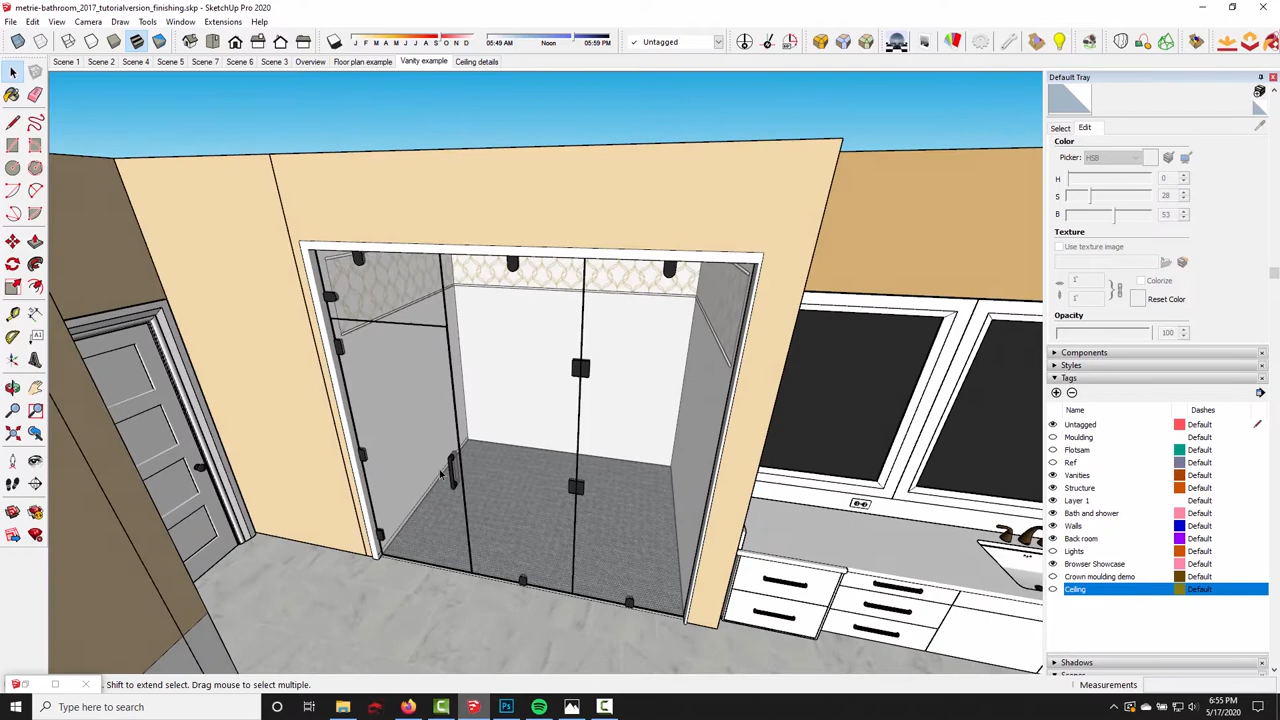 metrie-bathroom_2017_tutorialversion_finishing.skp - SketchUp Pro 2020
File Edit View Camera Draw Tools Window Extensions Help
J F M A M J J A S O N D 05:49 AM Noon 05:59 PM Untagged
Scene 1 Scene 2 Scene 4 Scene 5 Scene 7 Scene 6 Scene 3 Overview Floor plan example Vanity example Ceiling details
Default Tray
Select Edit
Color
Picker: HSB
H 0
S 28
B 53
Texture
Use texture image
1' Colorize
1' Reset Color
Opacity
100
Components
Styles
Tags
Name Dashes
Untagged Default
Moulding Default
Flotsam Default
Ref Default
Vanities Default
Structure Default
Layer 1 Default
Bath and shower Default
Walls Default
Back room Default
Lights Default
Browser Showcase Default
Crown moulding demo Default
Ceiling Default
Shadows
Shift to extend select. Drag mouse to select multiple. Measurements
Type here to search
6:55 PM
5/17/2020